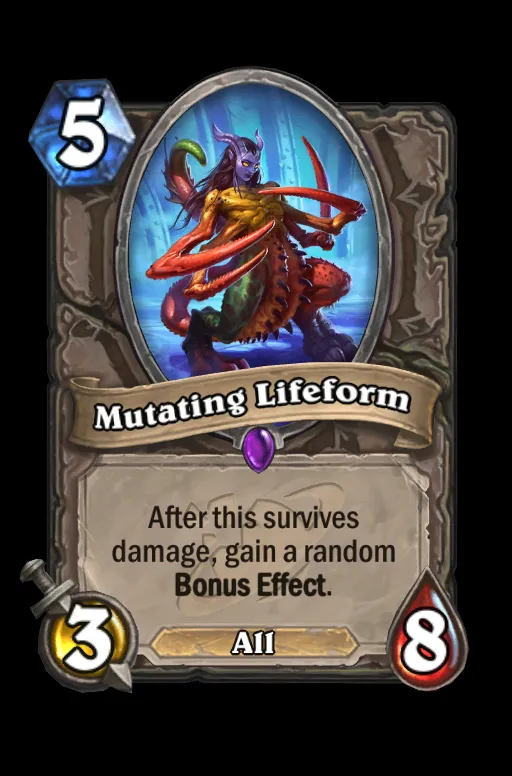 5
Mutating Lifeform
After this survives
damage, gain a random
Bonus Effect.
3
All
8